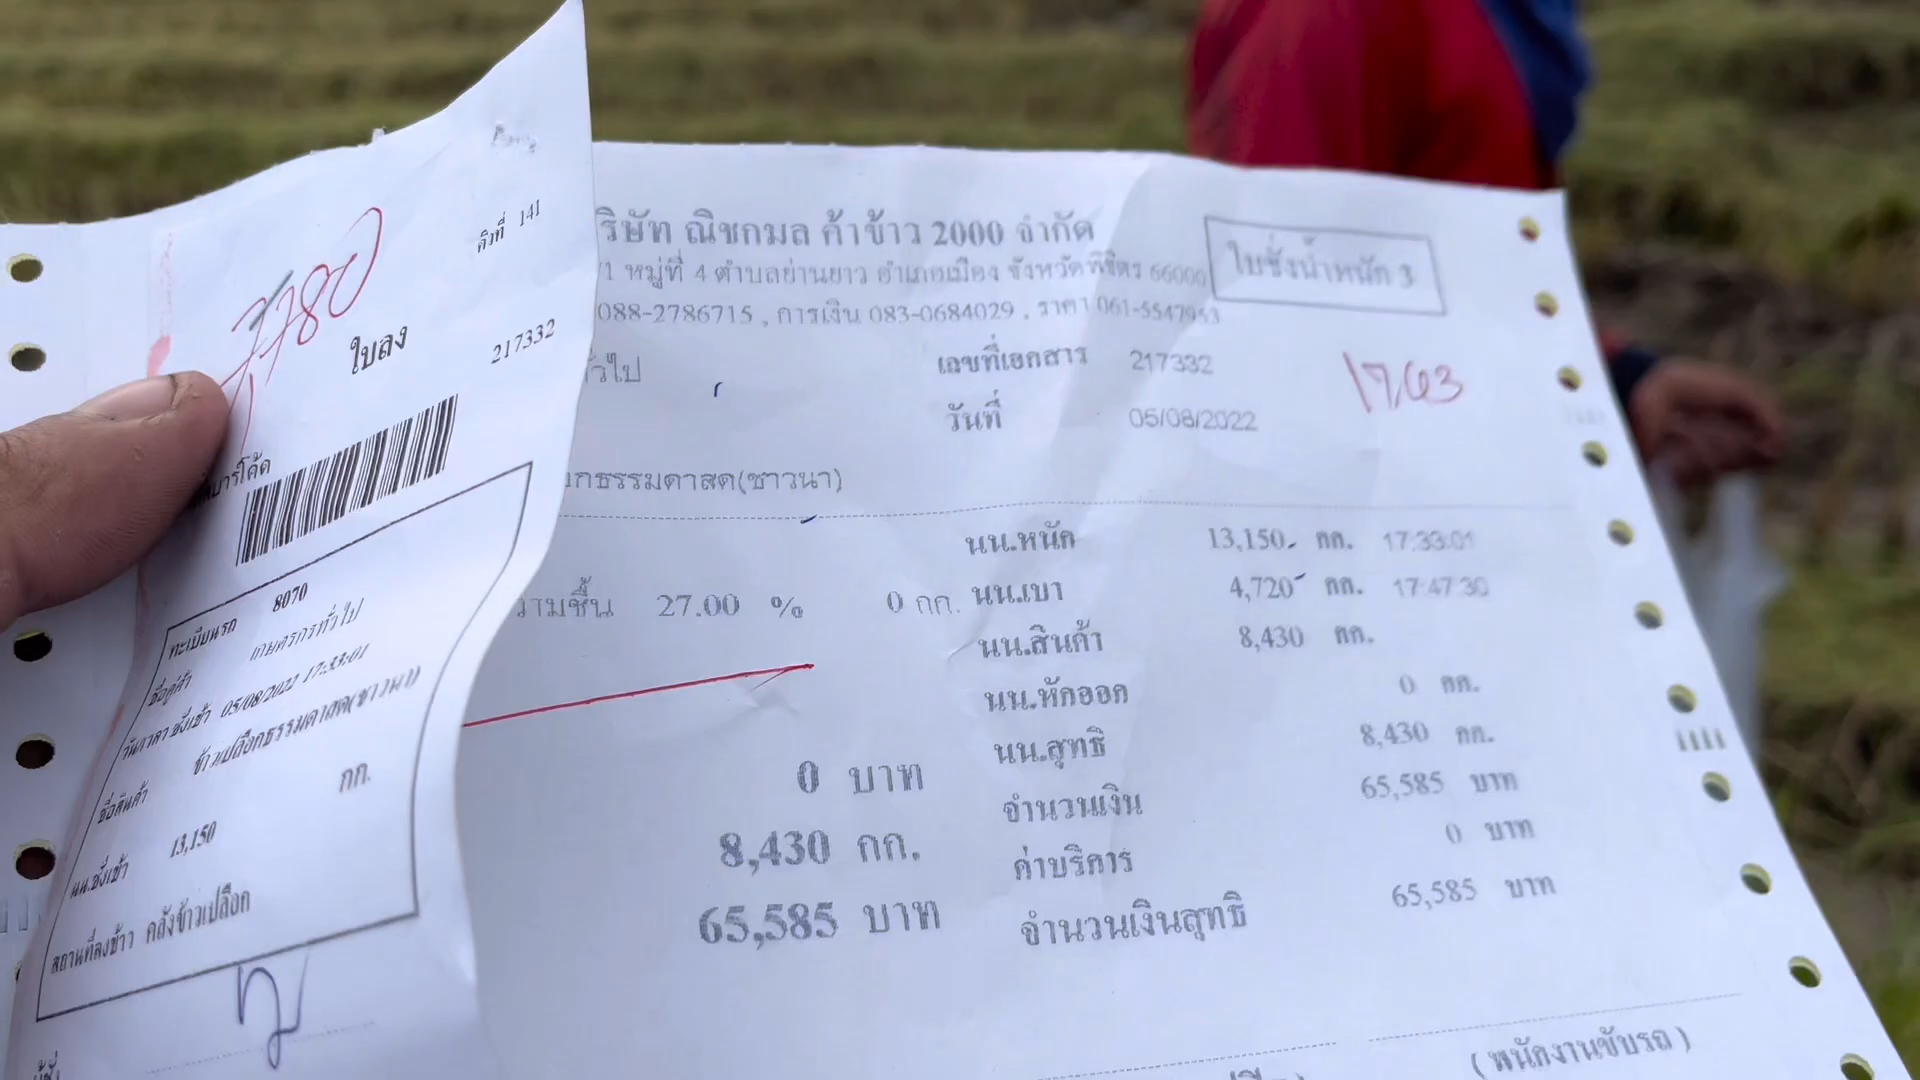 คิวที่ 141
7780
ใบลง
217332
บาร์โค้ด
ทะเบียนรถ 8070
ชื่อคู่ค้า เกษตรกรทั่วไป
วันเวลา ชั่งเข้า 05/08/2022 17:33:01
ชื่อสินค้า ข้าวเปลือกธรรมดาสด(ชาวนา)
นน.ชั่งเข้า 13,150 กก.
สถานที่ลงข้าว คลังข้าวเปลือก
ริษัท ณิชกมล ค้าข้าว 2000 จำกัด
/1 หมู่ที่ 4 ตำบลย่านยาว อำเภอเมือง จังหวัดพิจิตร 66000
088-2786715 , การเงิน 083-0684029 , ราคา 061-5547953
ใบชั่งน้ำหนัก 3
ั่วไป
เลขที่เอกสาร 217332
วันที่ 05/08/2022
กธรรมดาสด(ชาวนา)
นน.หนัก 13,150 กก. 17:33:01
วามชื้น 27.00 % 0 กก.
นน.เบา 4,720 กก. 17:47:30
นน.สินค้า 8,430 กก.
นน.หักออก 0 กก.
0 บาท
นน.สุทธิ 8,430 กก.
8,430 กก.
จำนวนเงิน 65,585 บาท
65,585 บาท
ค่าบริการ 0 บาท
จำนวนเงินสุทธิ 65,585 บาท
(พนักงานขับรถ)